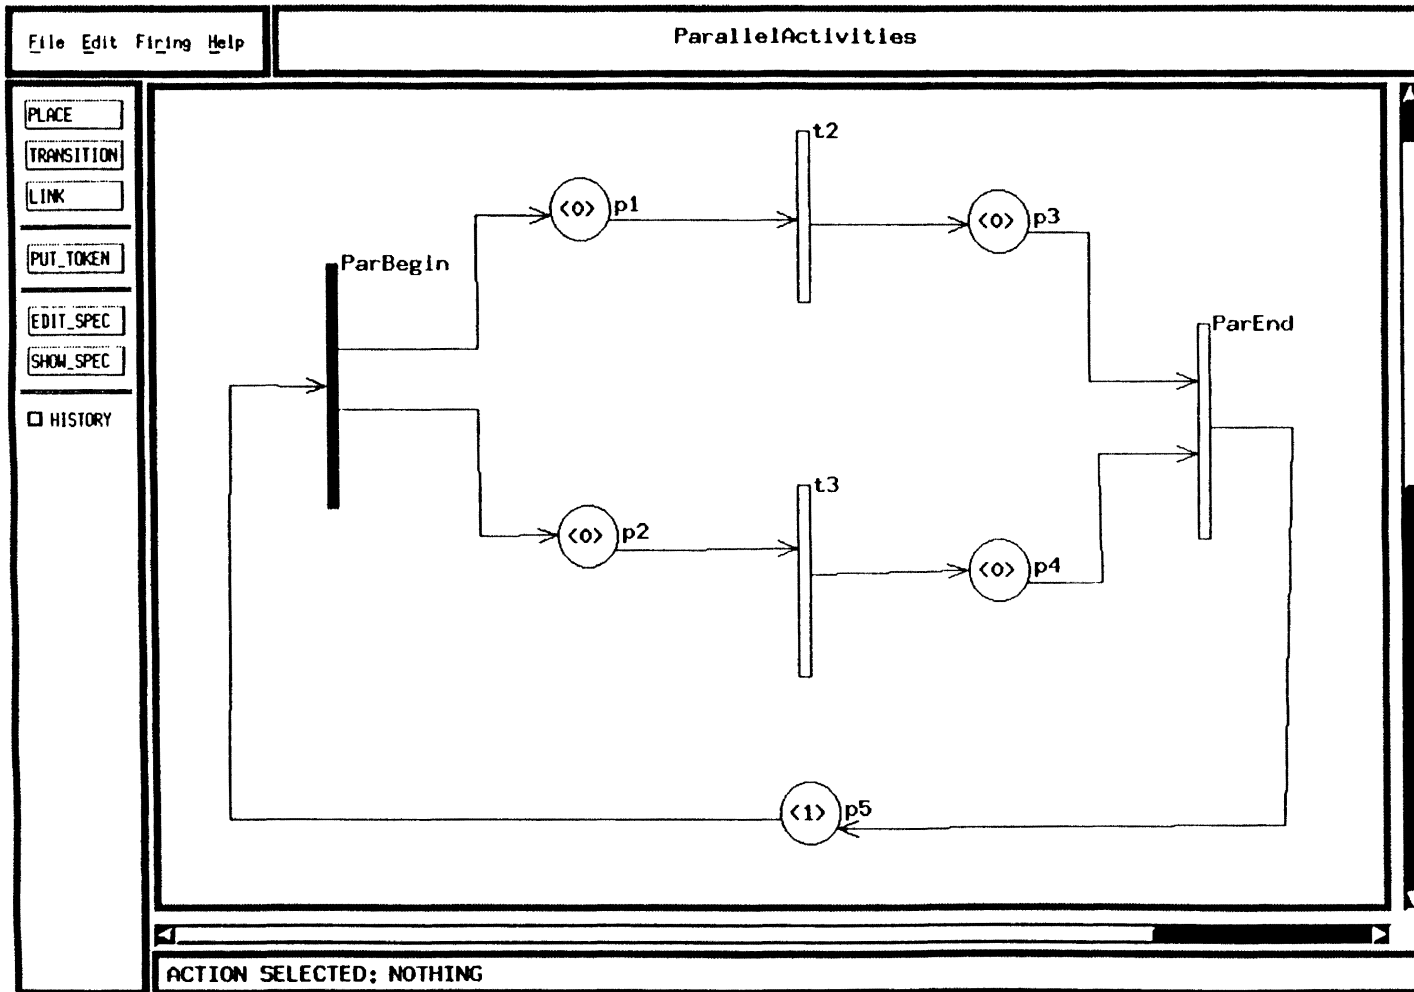 File Edit Firing Help
ParallelActivities
PLACE
TRANSITION
LINK
PUT_TOKEN
EDIT_SPEC
SHOW_SPEC
HISTORY
t2
<0> p1
<0> p3
ParBegin
ParEnd
t3
<0> p2
<0> p4
<1> p5
ACTION SELECTED: NOTHING